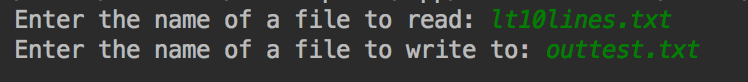 Enter the name of a file to read: lt10lines.txt
Enter the name of a file to write to: outtest.txt